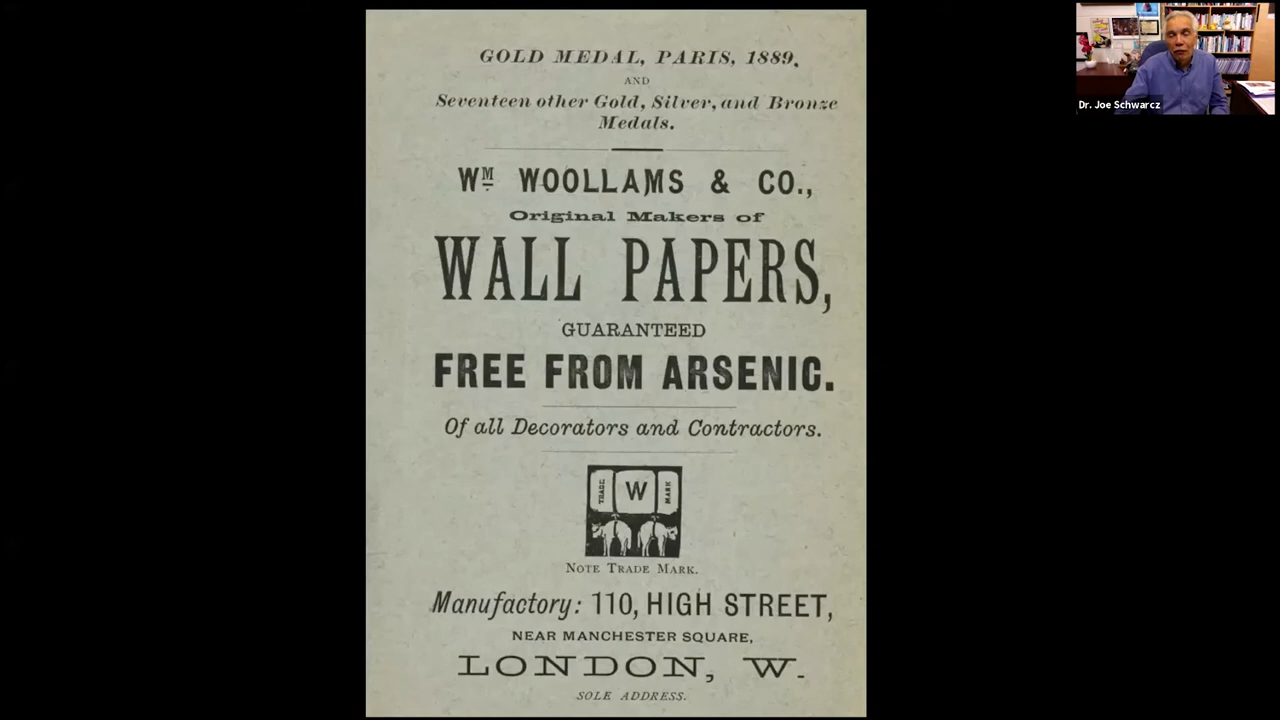 GOLD MEDAL, PARIS, 1889.
AND
Seventeen other Gold, Silver, and Bronze
Medals.
WM WOOLLAMS & CO.,
Original Makers of
WALL PAPERS,
GUARANTEED
FREE FROM ARSENIC.
Of all Decorators and Contractors.
TRADE W MARK
NOTE TRADE MARK.
Manufactory: 110, HIGH STREET,
NEAR MANCHESTER SQUARE,
LONDON, W.
SOLE ADDRESS.
Dr. Joe Schwarcz